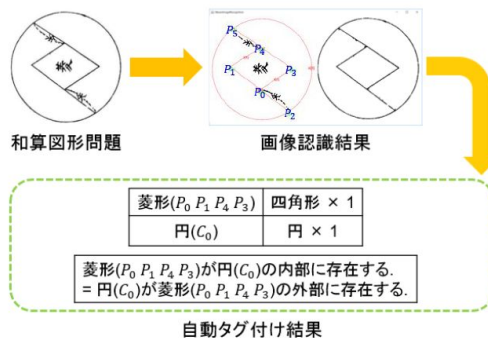 P₅
P₄
P₁
P₃
P₀
P₂
和算図形問題
画像認識結果
菱形(P₀ P₁ P₄ P₃) 四角形 × 1
円(C₀) 円 × 1
菱形(P₀ P₁ P₄ P₃)が円(C₀)の内部に存在する.
= 円(C₀)が菱形(P₀ P₁ P₄ P₃)の外部に存在する.
自動タグ付け結果